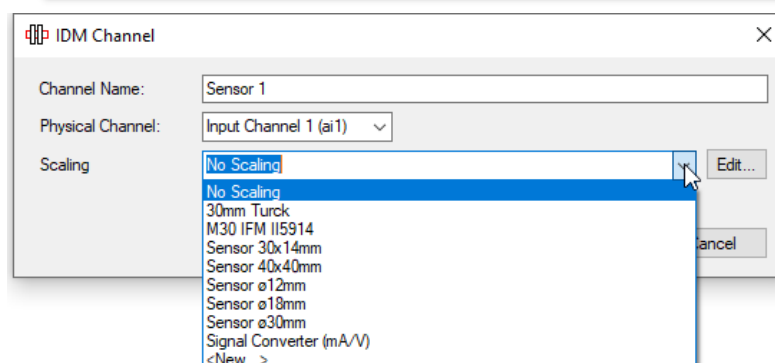 IDM Channel
Channel Name: Sensor 1
Physical Channel: Input Channel 1 (ai1)
Scaling No Scaling Edit...
No Scaling
30mm Turck
M30 IFM II5914
Sensor 30x14mm
Sensor 40x40mm
Sensor ø12mm
Sensor ø18mm
Sensor ø30mm
Signal Converter (mA/V)
<New...>